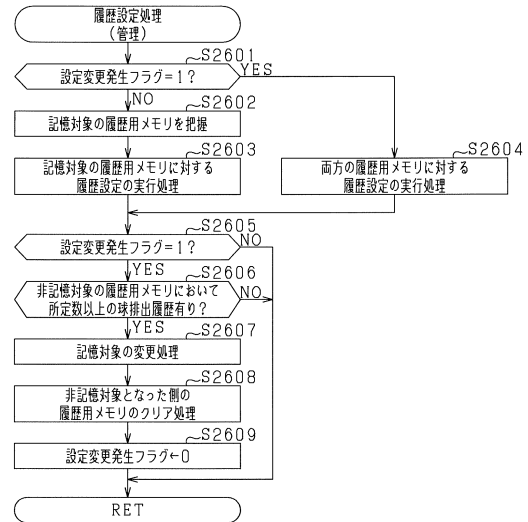 履歴設定処理
(管理)
S2601
設定変更発生フラグ=1?
YES
NO
S2602
記憶対象の履歴用メモリを把握
S2603
記憶対象の履歴用メモリに対する
履歴設定の実行処理
S2604
両方の履歴用メモリに対する
履歴設定の実行処理
S2605
設定変更発生フラグ=1?
NO
YES
S2606
非記憶対象の履歴用メモリにおいて
所定数以上の球排出履歴有り?
NO
YES
S2607
記憶対象の変更処理
S2608
非記憶対象となった側の
履歴用メモリのクリア処理
S2609
設定変更発生フラグ←0
RET